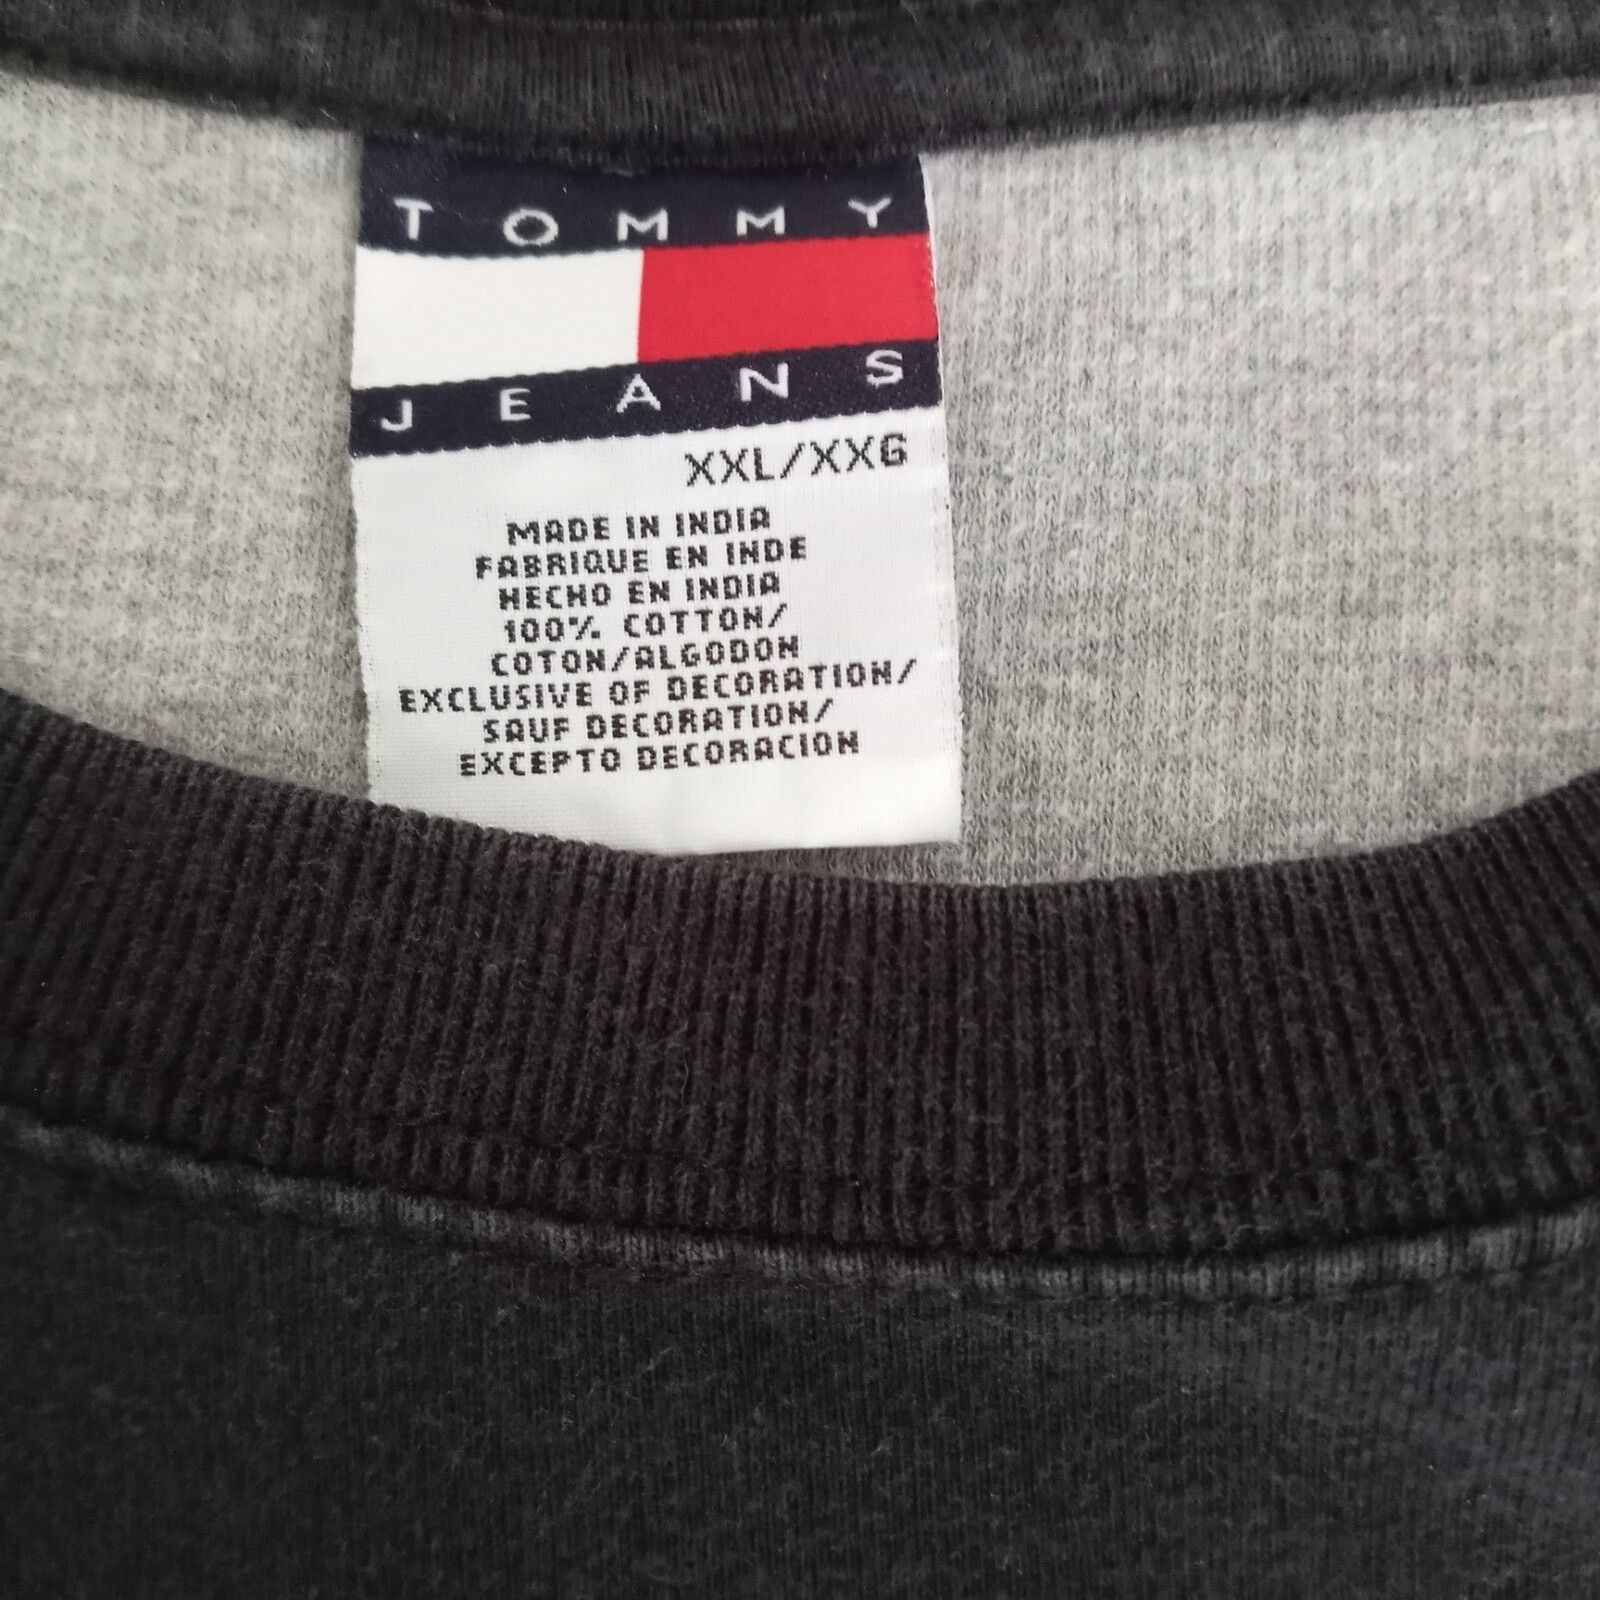 TOMMY
JEANS
XXL/XXG
MADE IN INDIA
FABRIQUE EN INDE
HECHO EN INDIA
100% COTTON/
COTON/ALGODON
EXCLUSIVE OF DECORATION/
SAUF DECORATION/
EXCEPTO DECORACION